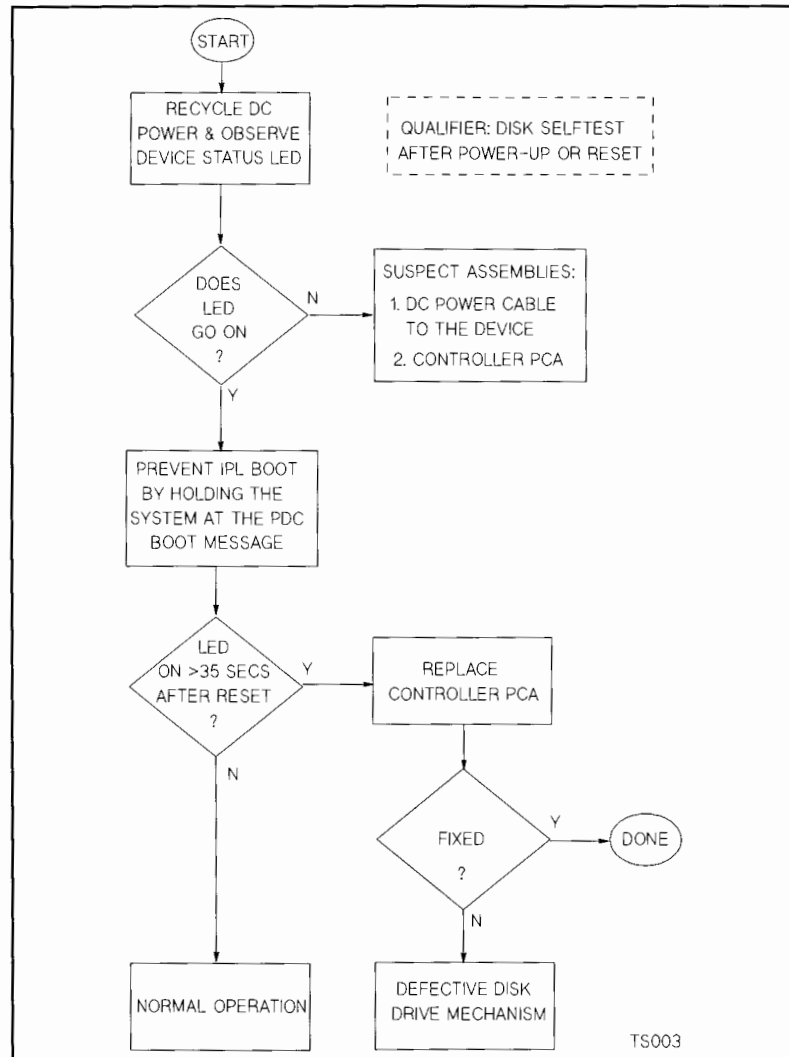 START
RECYCLE DC
POWER & OBSERVE
DEVICE STATUS LED
QUALIFIER: DISK SELFTEST
AFTER POWER-UP OR RESET
DOES
LED
GO ON
?
N
Y
SUSPECT ASSEMBLIES:
1. DC POWER CABLE
TO THE DEVICE
2. CONTROLLER PCA
PREVENT IPL BOOT
BY HOLDING THE
SYSTEM AT THE PDC
BOOT MESSAGE
LED
ON >35 SECS
AFTER RESET
?
Y
N
REPLACE
CONTROLLER PCA
FIXED
?
Y
DONE
N
NORMAL OPERATION
DEFECTIVE DISK
DRIVE MECHANISM
TS003